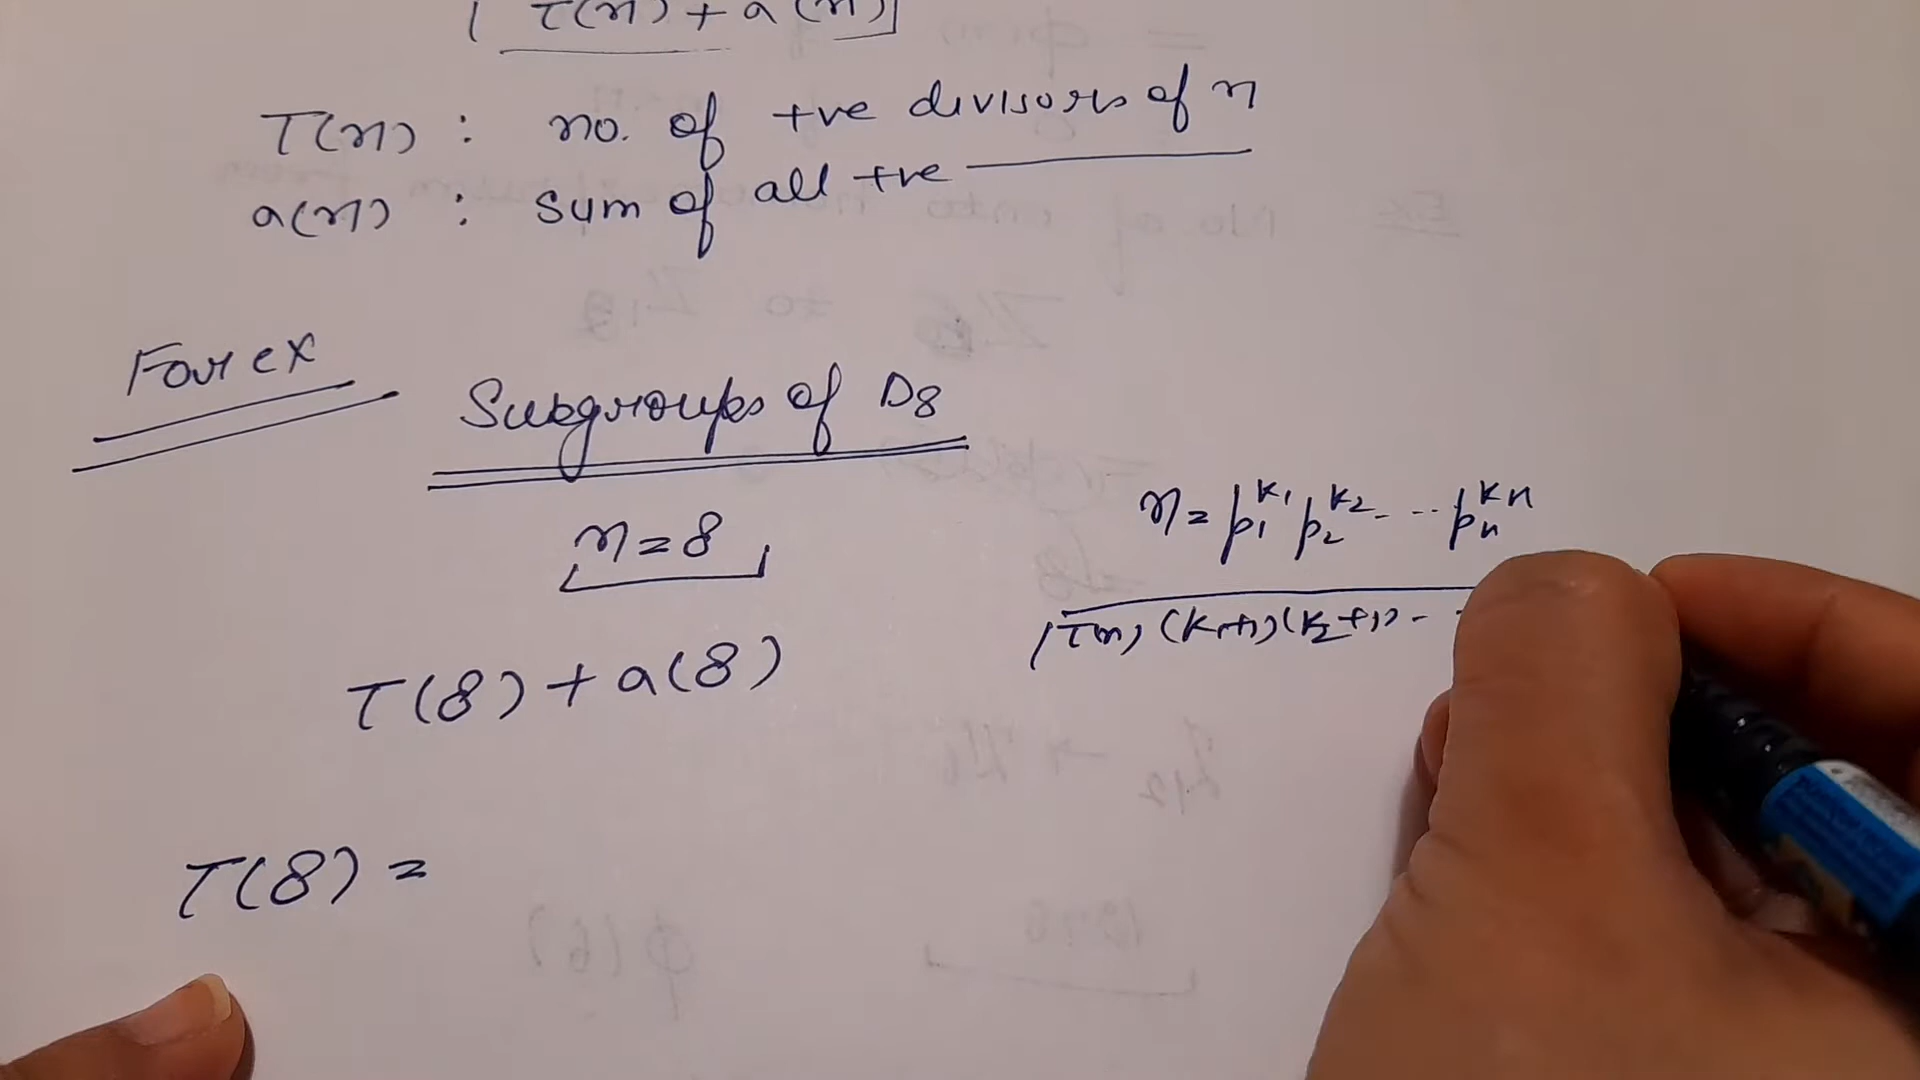 τ(n) + a(n)
τ(n) : no. of +ve divisors of n
a(n) : sum of all +ve
For ex
Subgroups of D8
n = 8
n = p₁^k₁ p₂^k₂ - - - pₙ^kn
τ(n) (k₁+1)(k₂+1) -
τ(8) + a(8)
τ(8) =